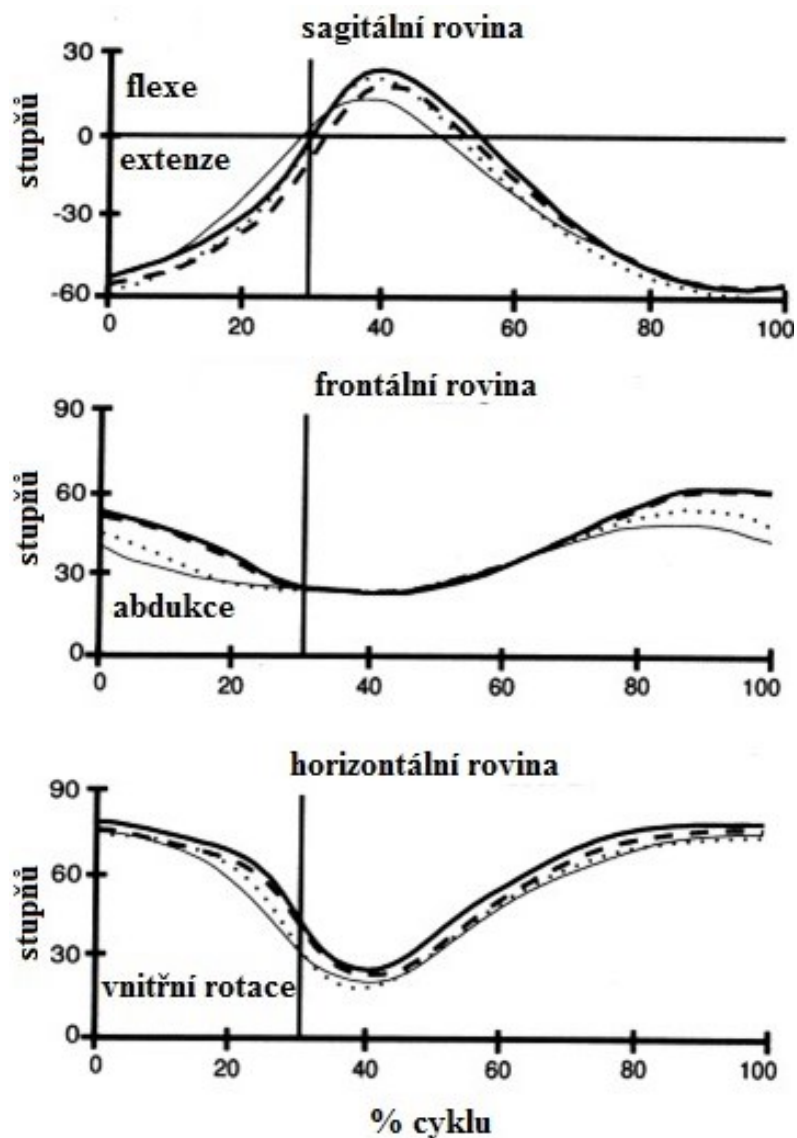 sagitální rovina
30
flexe
0
extenze
-30
-60
stupňů
0 20 40 60 80 100
frontální rovina
90
60
30
abdukce
0
stupňů
0 20 40 60 80 100
horizontální rovina
90
60
30
vnitřní rotace
0
stupňů
0 20 40 60 80 100
% cyklu